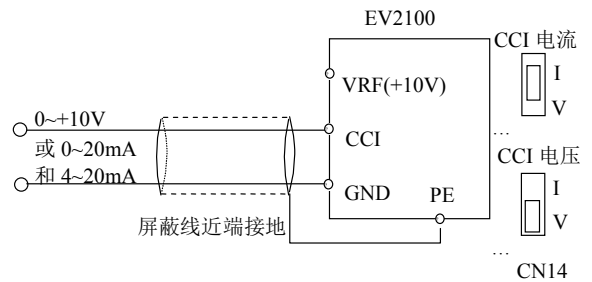 EV2100
CCI 电流
I
V
VRF(+10V)
0~+10V
CCI
或 0~20mA
和 4~20mA
...
CCI 电压
I
V
GND
PE
屏蔽线近端接地
...
CN14